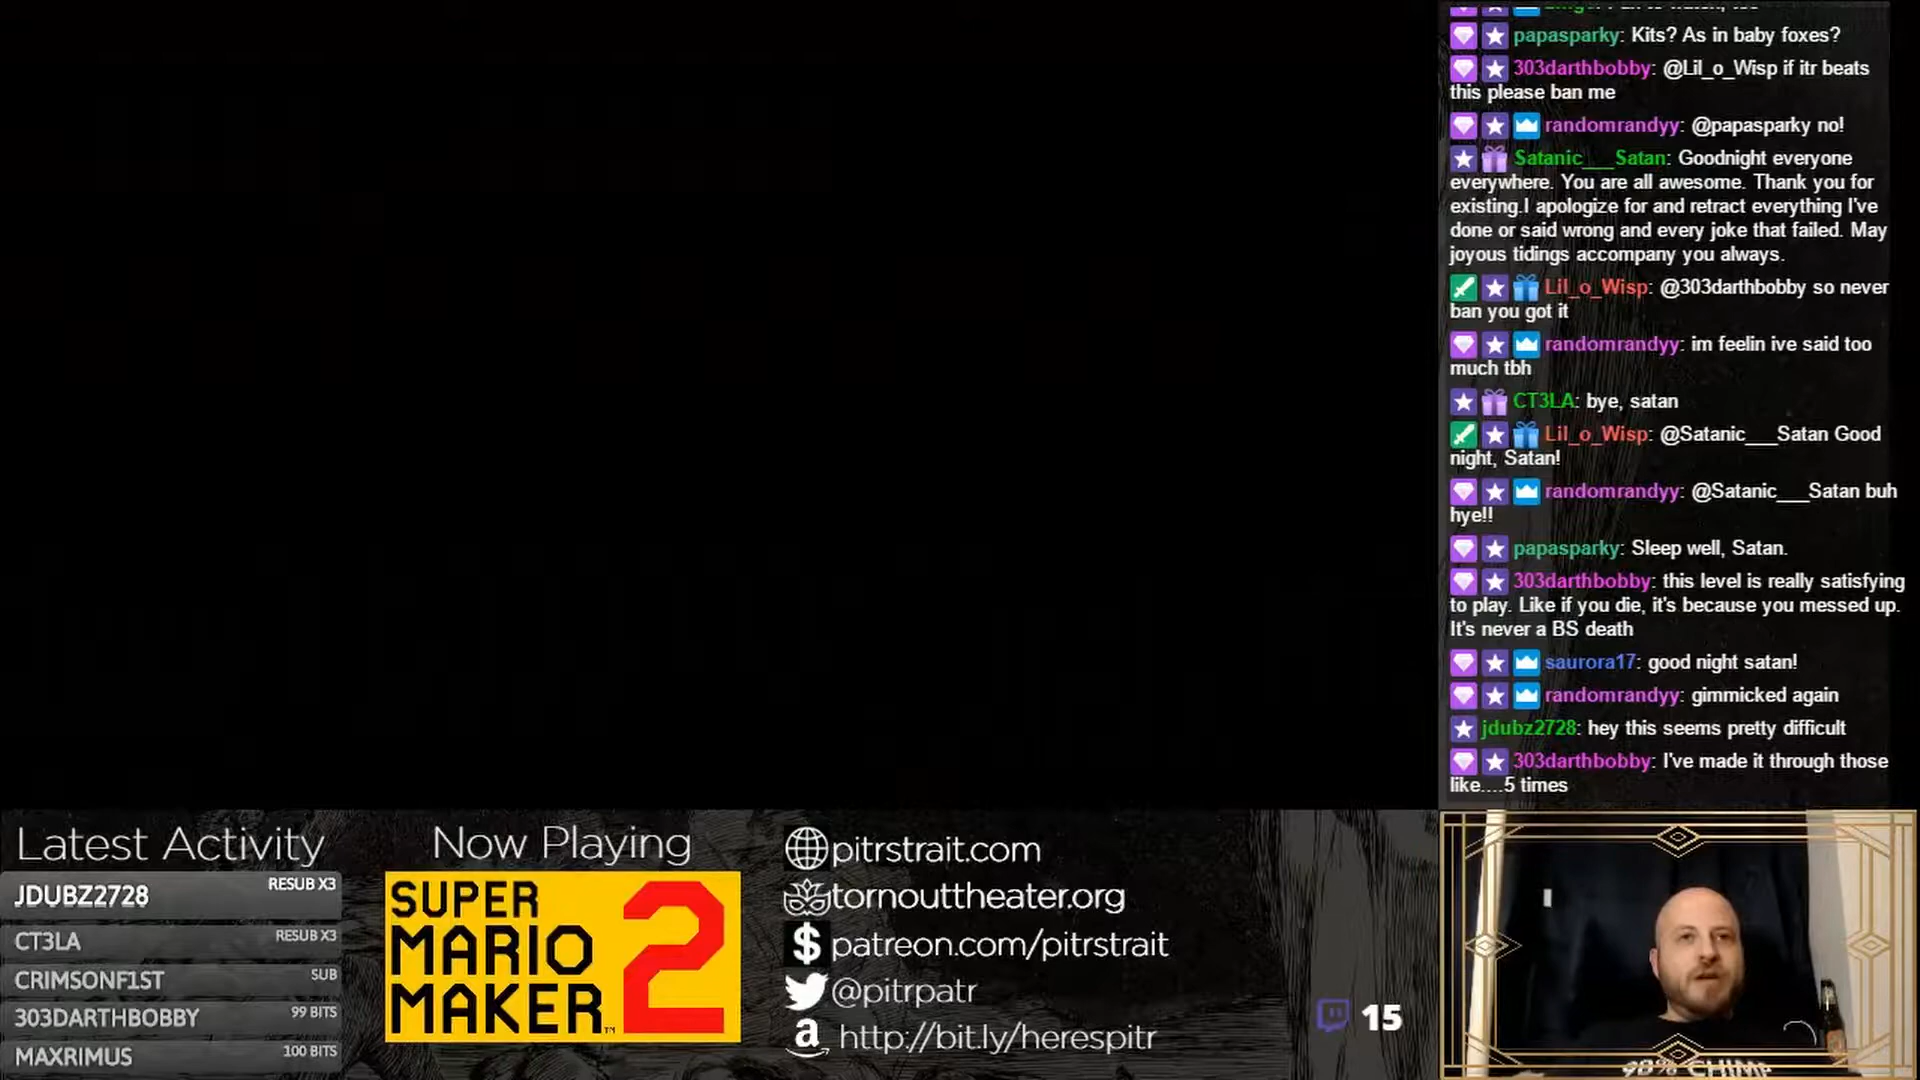 papasparky: Kits? As in baby foxes?
303darthbobby: @Lil_o_Wisp if itr beats
this please ban me
randomrandyy: @papasparky no!
Satanic___Satan: Goodnight everyone
everywhere. You are all awesome. Thank you for
existing.I apologize for and retract everything I've
done or said wrong and every joke that failed. May
joyous tidings accompany you always.
Lil_o_Wisp: @303darthbobby so never
ban you got it
randomrandyy: im feelin ive said too
much tbh
CT3LA: bye, satan
Lil_o_Wisp: @Satanic___Satan Good
night, Satan!
randomrandyy: @Satanic___Satan buh
hye!!
papasparky: Sleep well, Satan.
303darthbobby: this level is really satisfying
to play. Like if you die, it's because you messed up.
It's never a BS death
saurora17: good night satan!
randomrandyy: gimmicked again
jdubz2728: hey this seems pretty difficult
303darthbobby: I've made it through those
like....5 times
Latest Activity
JDUBZ2728 RESUB X3
CT3LA RESUB X3
CRIMSONF1ST SUB
303DARTHBOBBY 99 BITS
MAXRIMUS 100 BITS
Now Playing
SUPER
MARIO
MAKER 2
TM
pitrstrait.com
tornouttheater.org
patreon.com/pitrstrait
@pitrpatr
http://bit.ly/herespitr
15
98% CHIMP